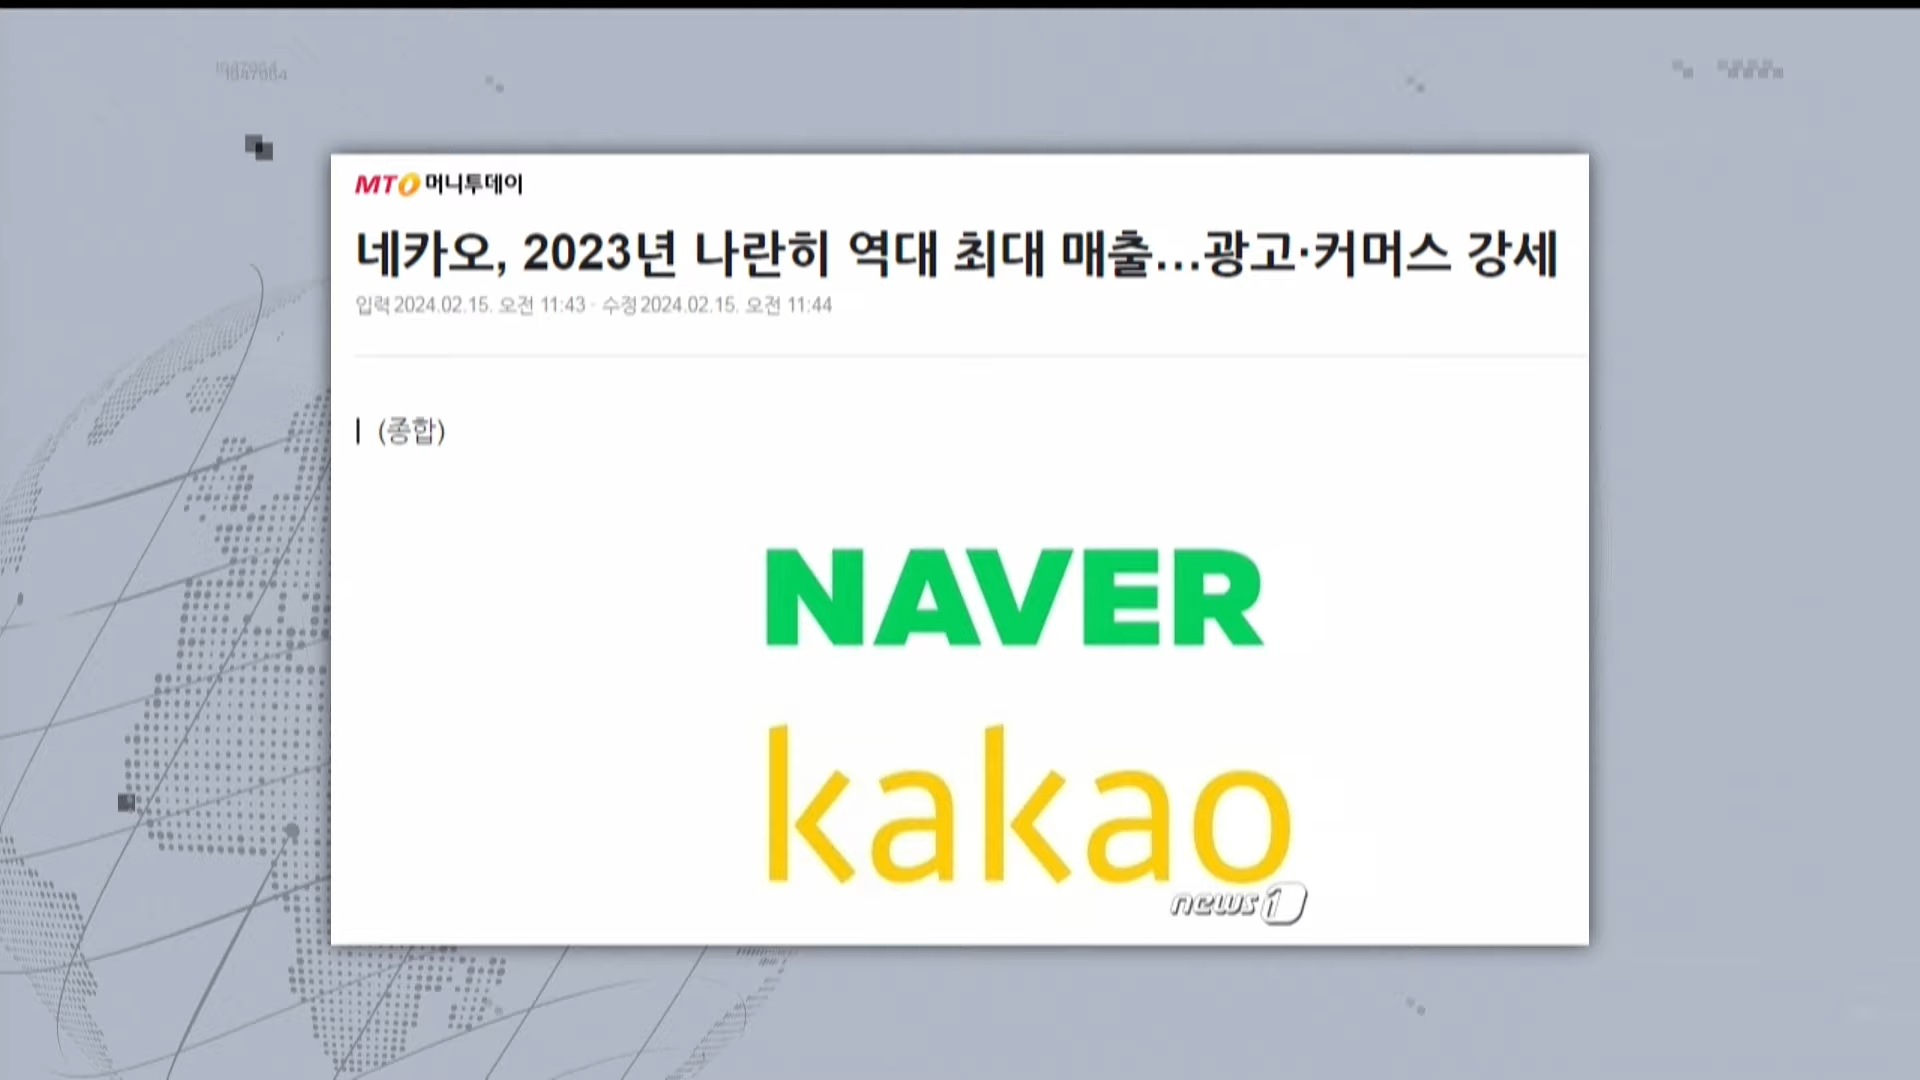 1047954
MTO 머니투데이
네카오, 2023년 나란히 역대 최대 매출...광고·커머스 강세
입력 2024.02.15. 오전 11:43 · 수정 2024.02.15. 오전 11:44
(종합)
NAVER
kakao
news1